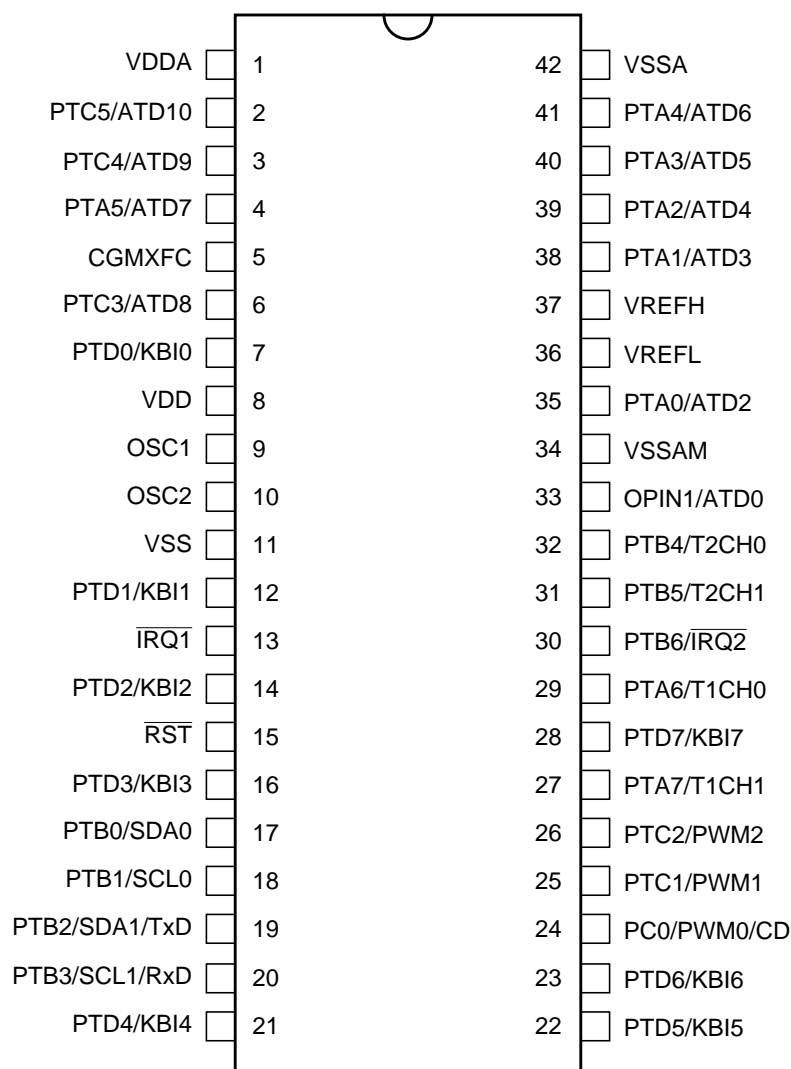 VDDA 1 42 VSSA
PTC5/ATD10 2 41 PTA4/ATD6
PTC4/ATD9 3 40 PTA3/ATD5
PTA5/ATD7 4 39 PTA2/ATD4
CGMXFC 5 38 PTA1/ATD3
PTC3/ATD8 6 37 VREFH
PTD0/KBI0 7 36 VREFL
VDD 8 35 PTA0/ATD2
OSC1 9 34 VSSAM
OSC2 10 33 OPIN1/ATD0
VSS 11 32 PTB4/T2CH0
PTD1/KBI1 12 31 PTB5/T2CH1
IRQ1 13 30 PTB6/IRQ2
PTD2/KBI2 14 29 PTA6/T1CH0
RST 15 28 PTD7/KBI7
PTD3/KBI3 16 27 PTA7/T1CH1
PTB0/SDA0 17 26 PTC2/PWM2
PTB1/SCL0 18 25 PTC1/PWM1
PTB2/SDA1/TxD 19 24 PC0/PWM0/CD
PTB3/SCL1/RxD 20 23 PTD6/KBI6
PTD4/KBI4 21 22 PTD5/KBI5